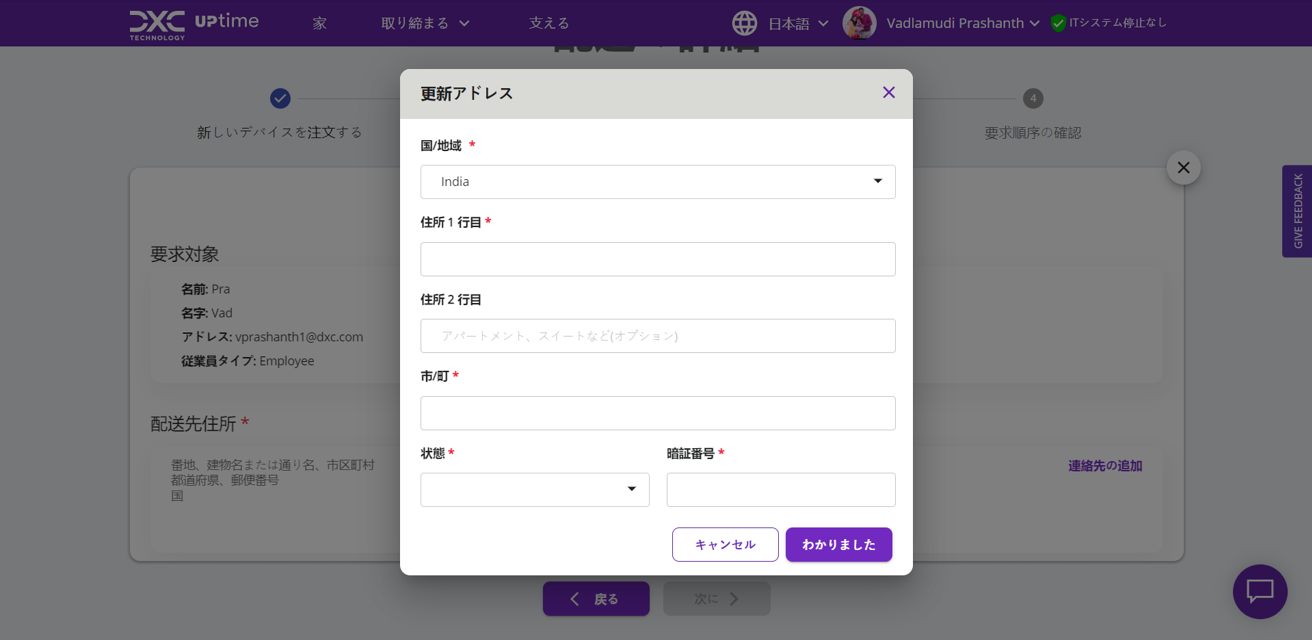 DXC TECHNOLOGY UPtime 家 取り締まる 支える 日本語 Vadlamudi Prashanth ITシステム停止なし
更新アドレス
4
新しいデバイスを注文する
要求順序の確認
国/地域 *
India
GIVE FEEDBACK
住所 1 行目 *
要求対象
名前: Pra
名字: Vad
アドレス: vprashanth1@dxc.com
従業員タイプ: Employee
住所 2 行目
アパートメント、スイートなど(オプション)
市/町 *
配送先住所 *
番地、建物名または通り名、市区町村
都道府県、郵便番号
国
連絡先の追加
状態 *
暗証番号 *
キャンセル
わかりました
戻る
次に